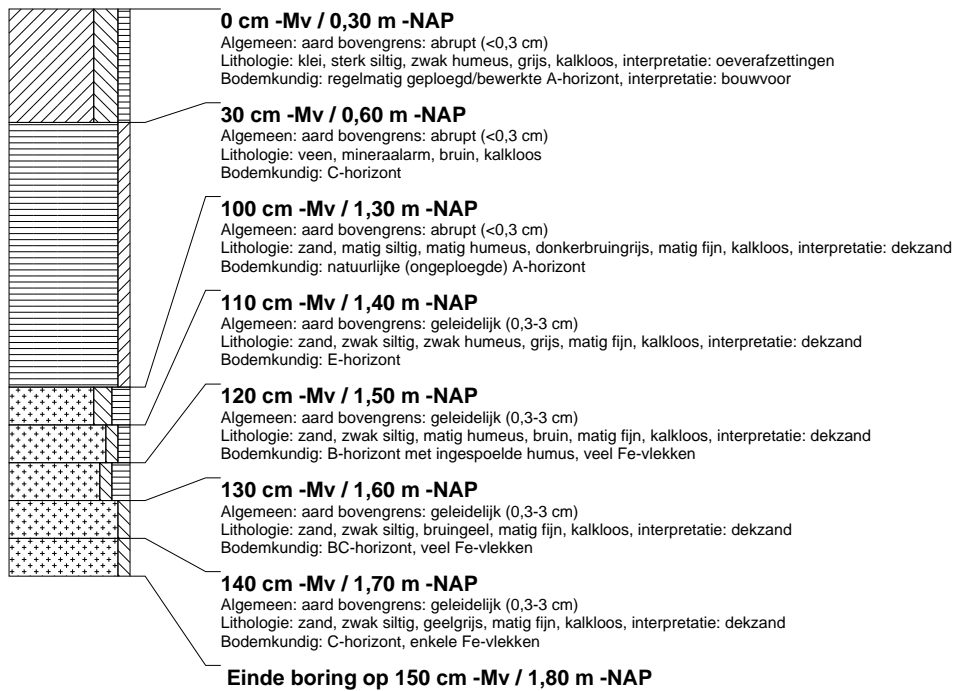 0 cm -Mv / 0,30 m -NAP
Algemeen: aard bovengrens: abrupt (<0,3 cm)
Lithologie: klei, sterk siltig, zwak humeus, grijs, kalkloos, interpretatie: oeverafzettingen
Bodemkundig: regelmatig geploegd/bewerkte A-horizont, interpretatie: bouwvoor
30 cm -Mv / 0,60 m -NAP
Algemeen: aard bovengrens: abrupt (<0,3 cm)
Lithologie: veen, mineraalarm, bruin, kalkloos
Bodemkundig: C-horizont
100 cm -Mv / 1,30 m -NAP
Algemeen: aard bovengrens: abrupt (<0,3 cm)
Lithologie: zand, matig siltig, matig humeus, donkerbruingrijs, matig fijn, kalkloos, interpretatie: dekzand
Bodemkundig: natuurlijke (ongeploegde) A-horizont
110 cm -Mv / 1,40 m -NAP
Algemeen: aard bovengrens: geleidelijk (0,3-3 cm)
Lithologie: zand, zwak siltig, zwak humeus, grijs, matig fijn, kalkloos, interpretatie: dekzand
Bodemkundig: E-horizont
120 cm -Mv / 1,50 m -NAP
Algemeen: aard bovengrens: geleidelijk (0,3-3 cm)
Lithologie: zand, zwak siltig, matig humeus, bruin, matig fijn, kalkloos, interpretatie: dekzand
Bodemkundig: B-horizont met ingespoelde humus, veel Fe-vlekken
130 cm -Mv / 1,60 m -NAP
Algemeen: aard bovengrens: geleidelijk (0,3-3 cm)
Lithologie: zand, zwak siltig, bruingeel, matig fijn, kalkloos, interpretatie: dekzand
Bodemkundig: BC-horizont, veel Fe-vlekken
140 cm -Mv / 1,70 m -NAP
Algemeen: aard bovengrens: geleidelijk (0,3-3 cm)
Lithologie: zand, zwak siltig, geelgrijs, matig fijn, kalkloos, interpretatie: dekzand
Bodemkundig: C-horizont, enkele Fe-vlekken
Einde boring op 150 cm -Mv / 1,80 m -NAP